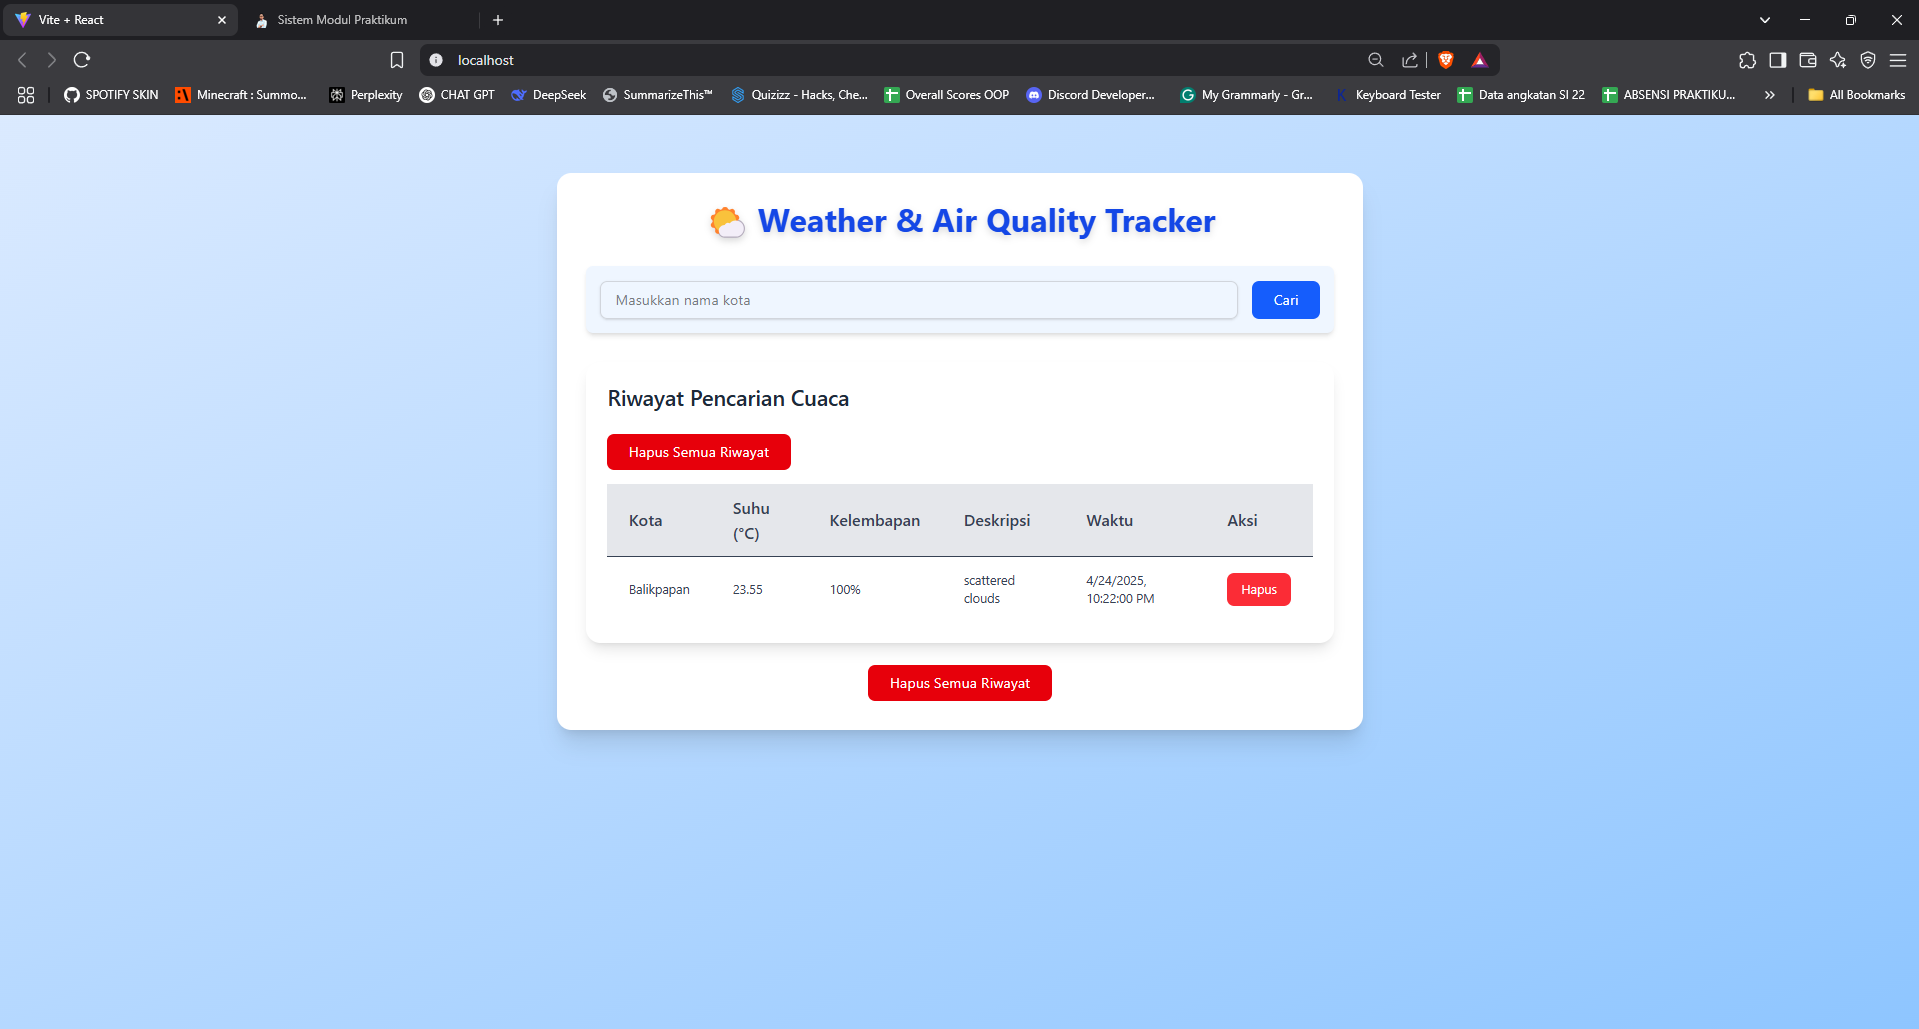 Vite + React
Sistem Modul Praktikum
localhost
SPOTIFY SKIN
Minecraft : Summo...
Perplexity
CHAT GPT
DeepSeek
SummarizeThis™
Quizizz - Hacks, Che...
Overall Scores OOP
Discord Developer...
My Grammarly - Gr...
Keyboard Tester
Data angkatan SI 22
ABSENSI PRAKTIKU...
All Bookmarks
Weather & Air Quality Tracker
Masukkan nama kota
Cari
Riwayat Pencarian Cuaca
Hapus Semua Riwayat
Kota
Suhu
(°C)
Kelembapan
Deskripsi
Waktu
Aksi
Balikpapan
23.55
100%
scattered
clouds
4/24/2025,
10:22:00 PM
Hapus
Hapus Semua Riwayat